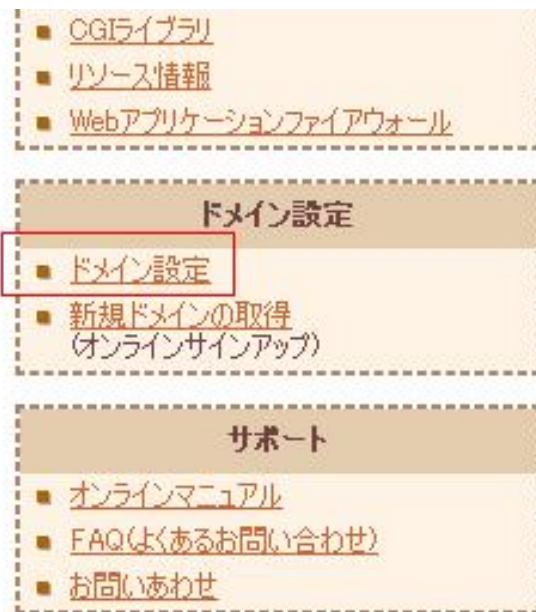 CGIライブラリ
リソース情報
Webアプリケーションファイアウォール
ドメイン設定
ドメイン設定
新規ドメインの取得
(オンラインサインアップ)
サポート
オンラインマニュアル
FAQ(よくあるお問い合わせ)
お問いあわせ